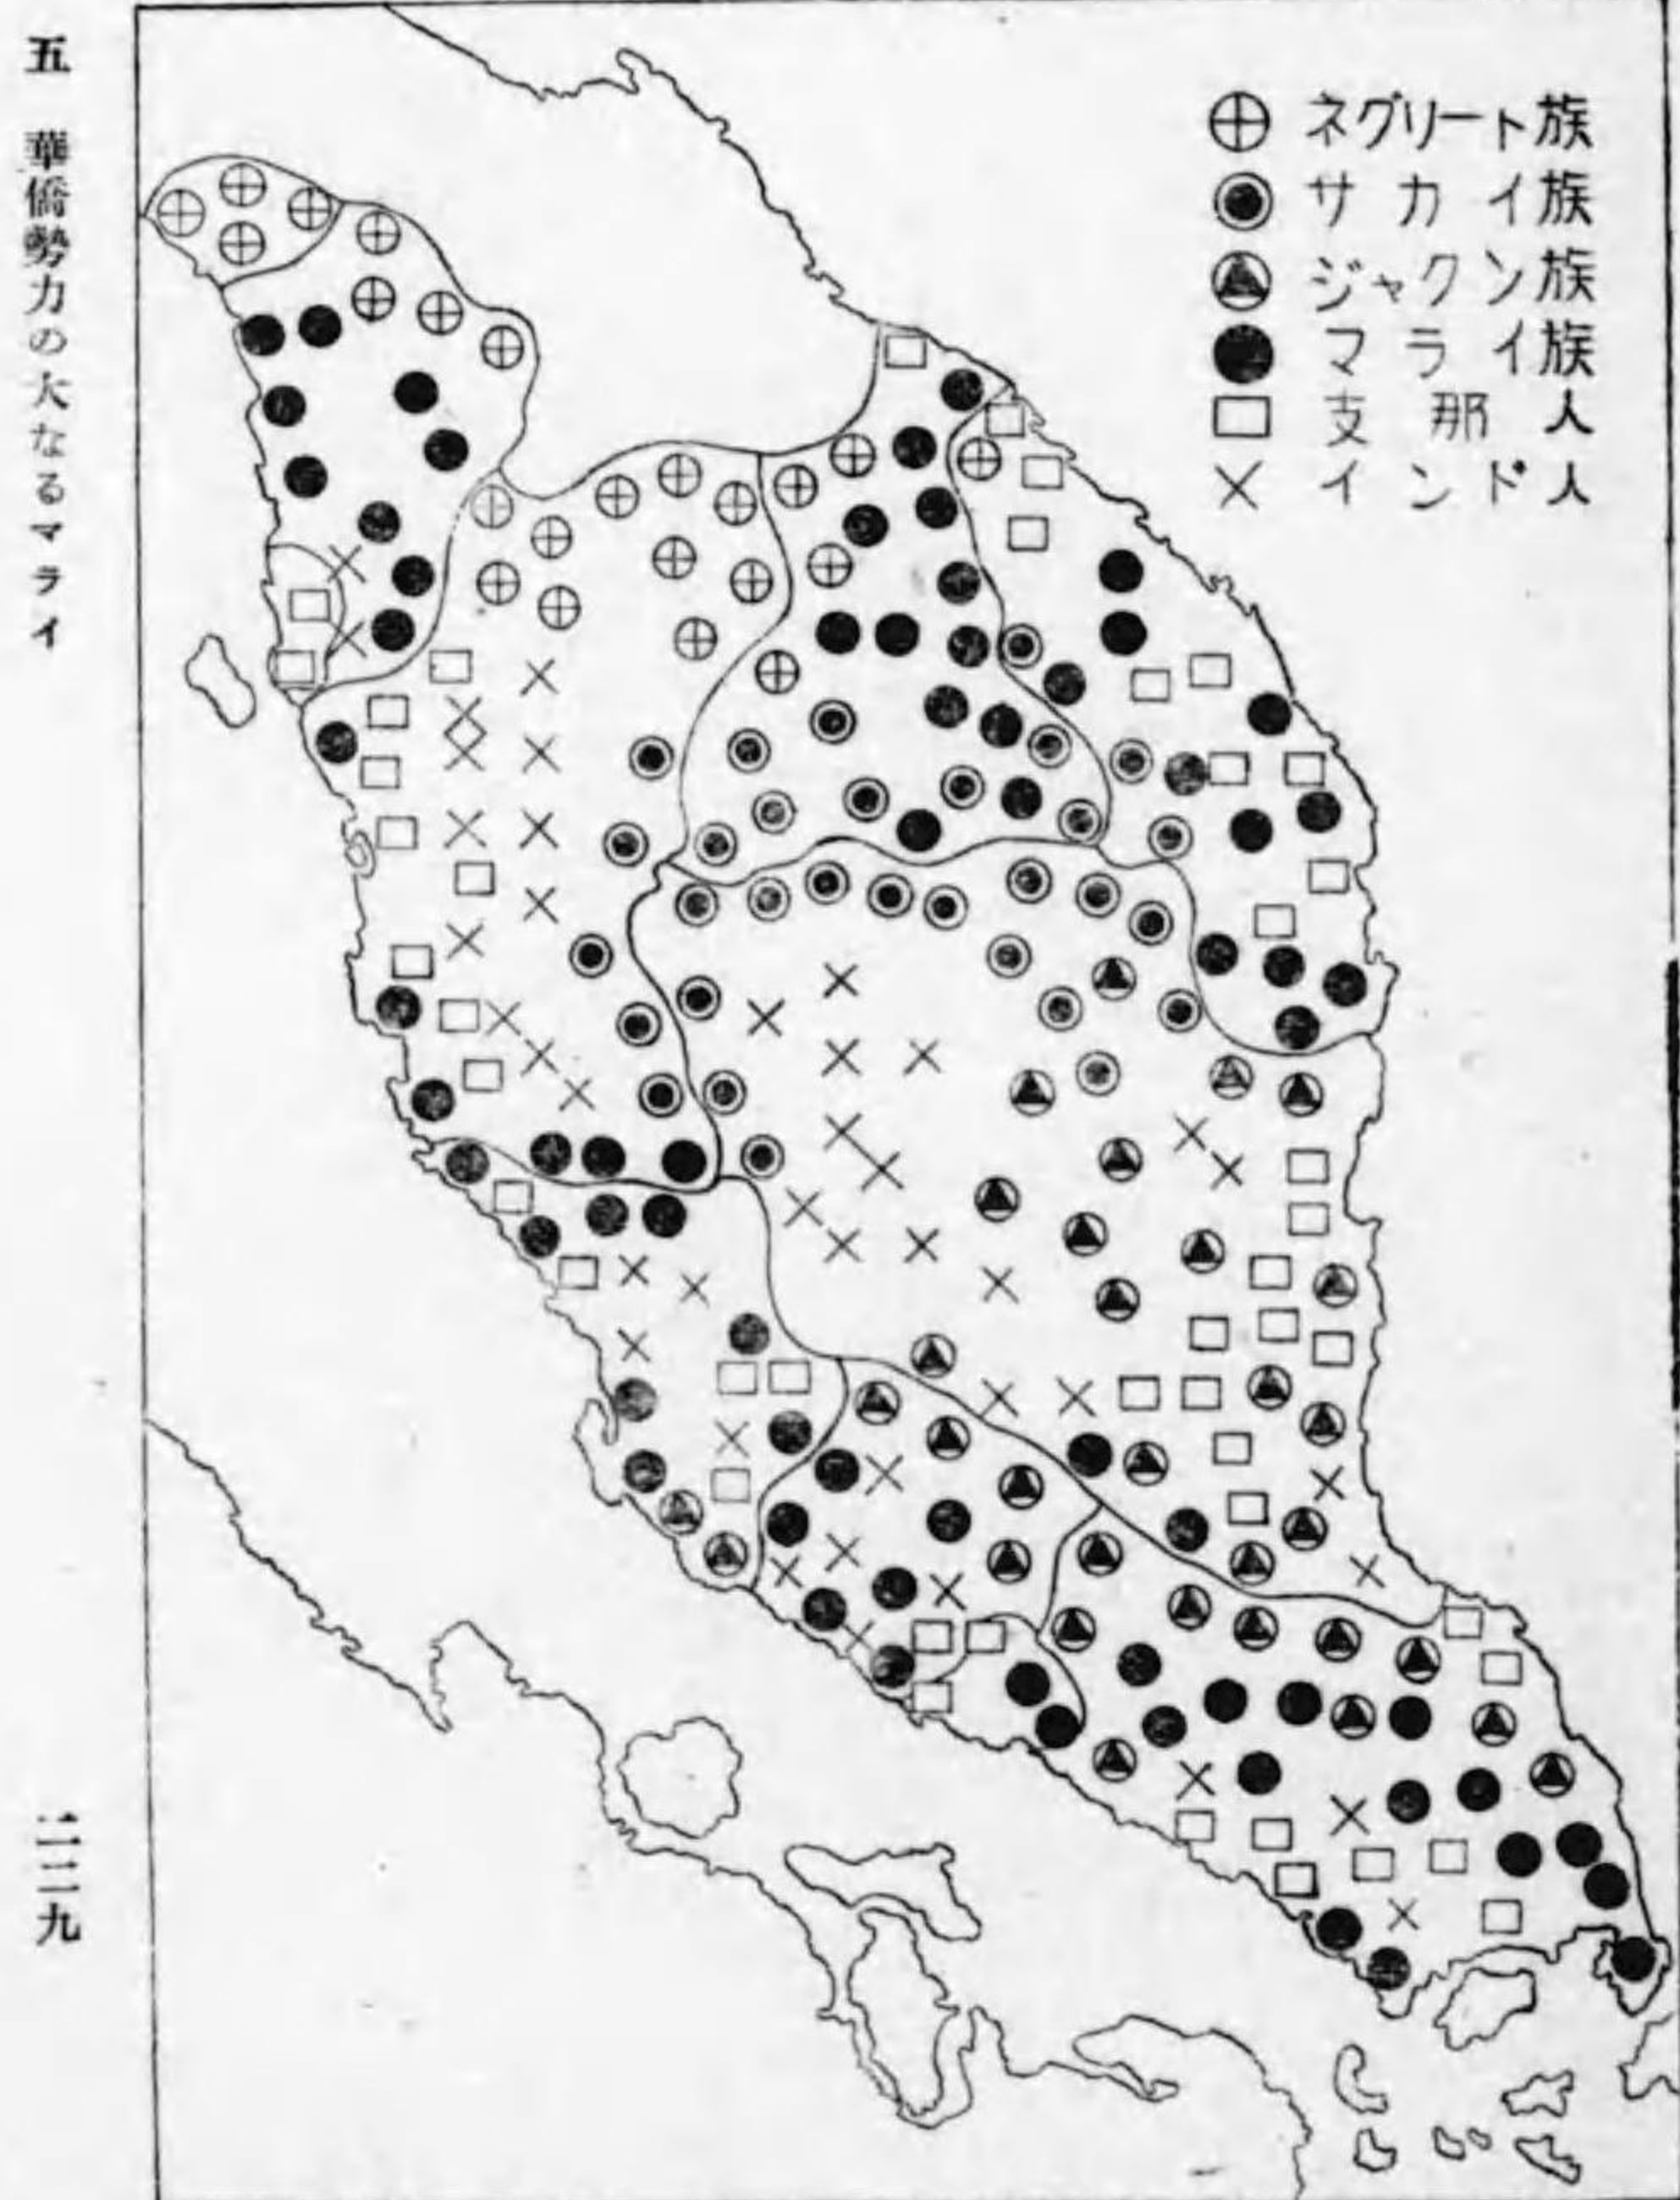 五 華僑勢力の大なるマライ
ネグリート族
サカイ族
ジャクン族
マライ族
支那人
インド人
二三九